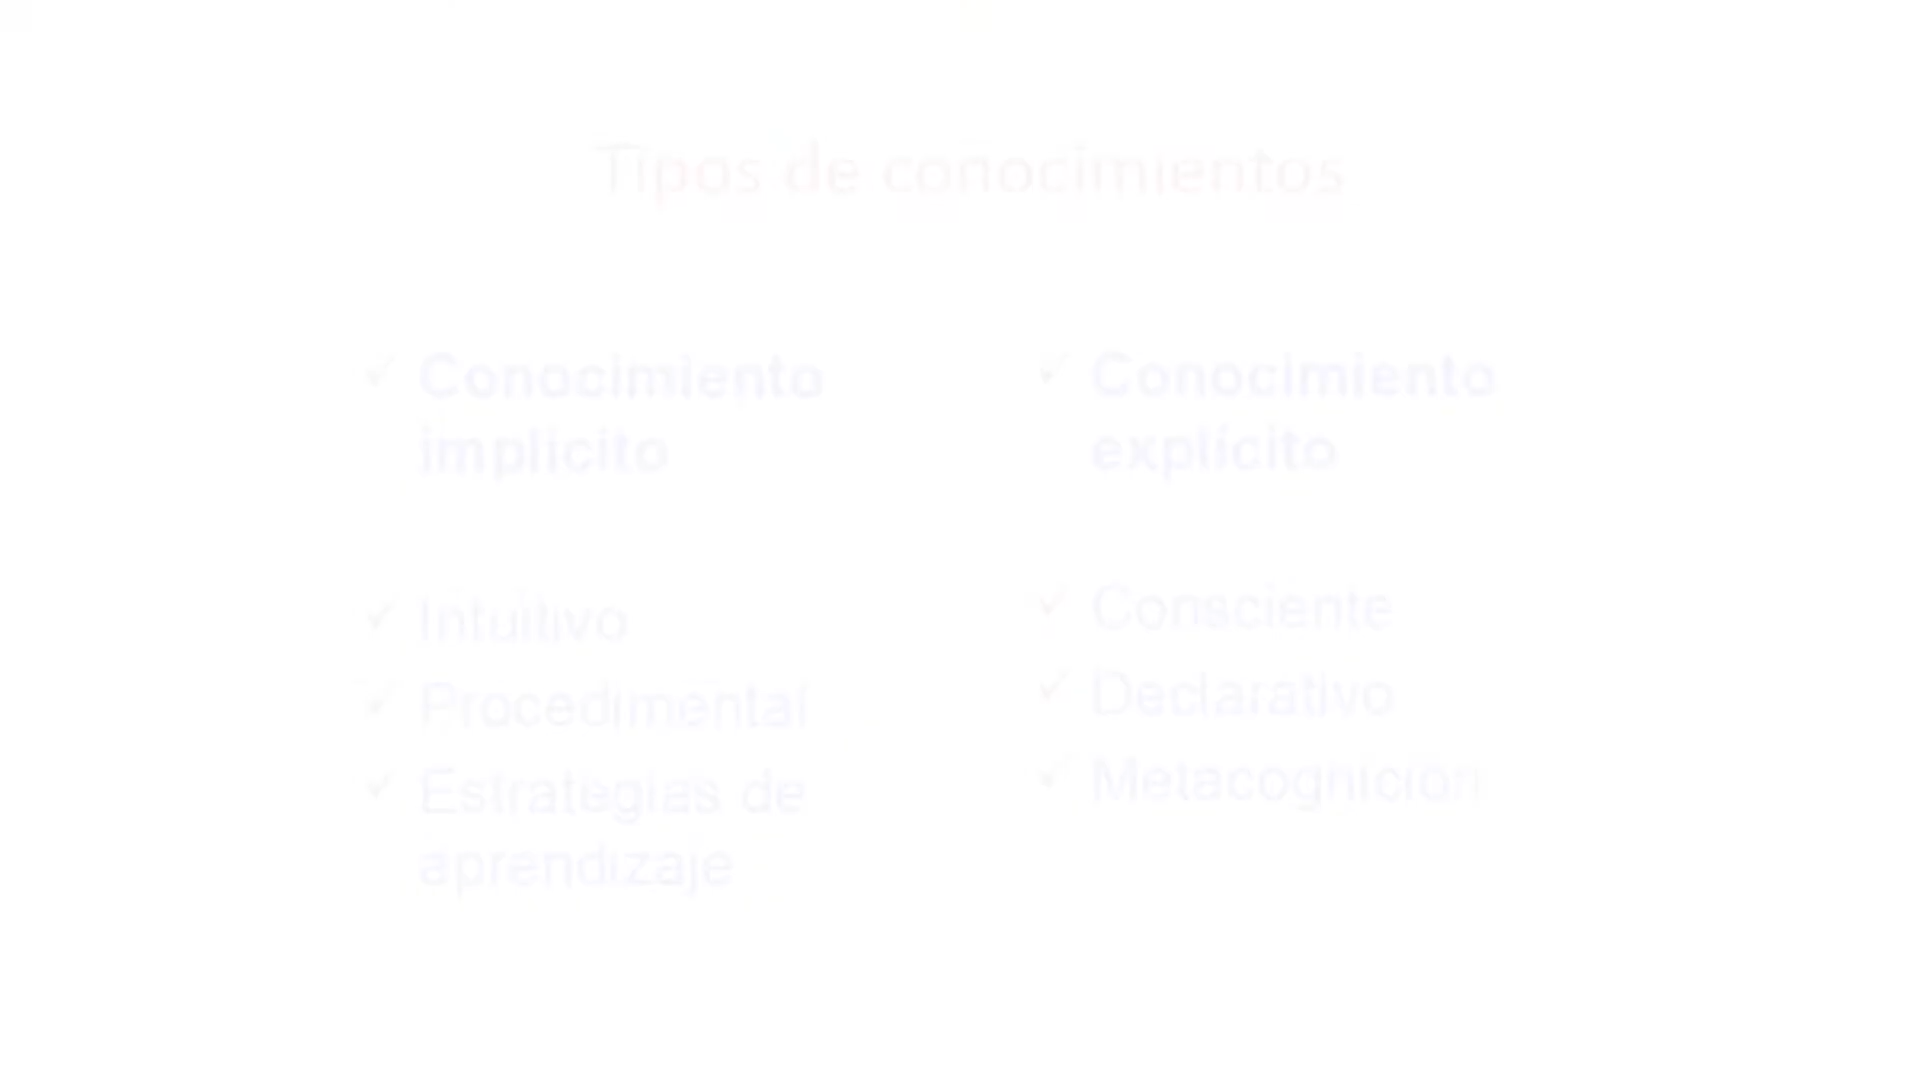 Tipos de conocimientos
✓ Conocimiento
implícito
✓ Intuitivo
✓ Procedimental
✓ Estrategias de
aprendizaje
✓ Conocimiento
explícito
✓ Consciente
✓ Declarativo
✓ Metacognición